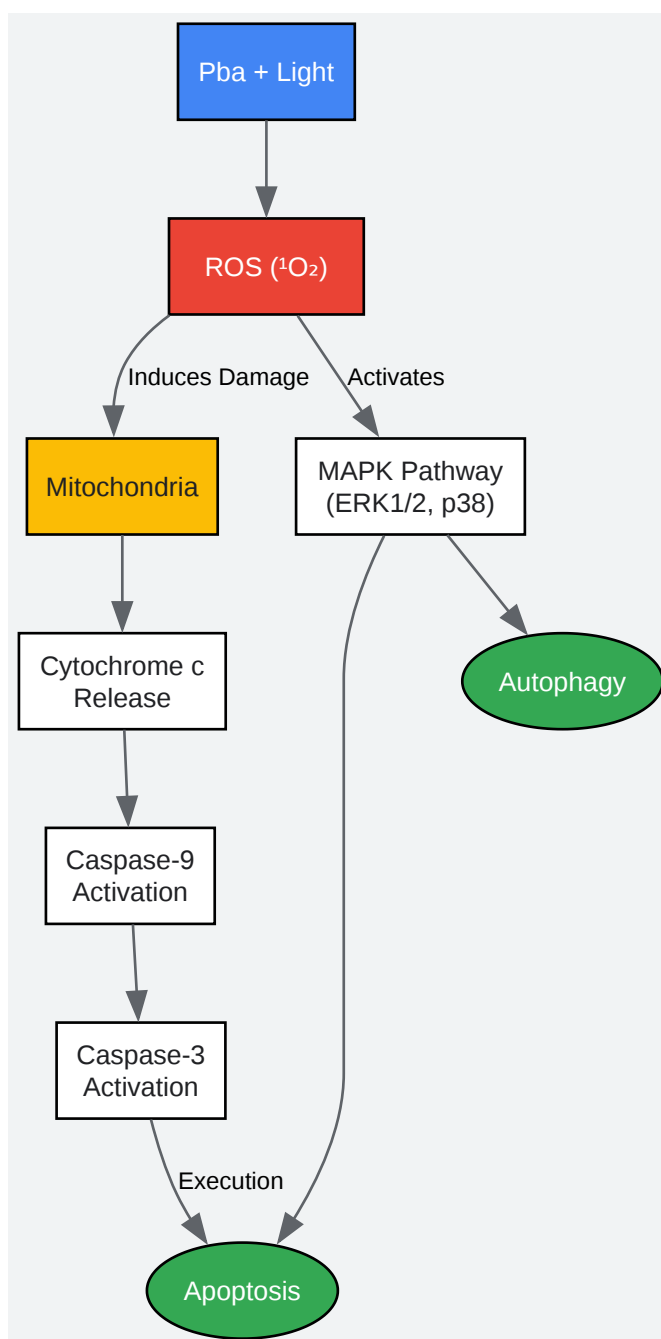 Pba + Light
ROS (¹O₂)
Induces Damage
Activates
Mitochondria
MAPK Pathway
(ERK1/2, p38)
Cytochrome c
Release
Autophagy
Caspase-9
Activation
Caspase-3
Activation
Execution
Apoptosis